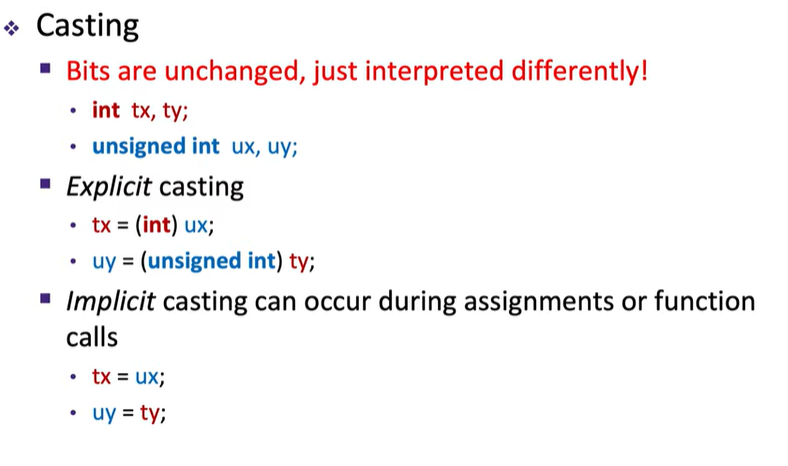 ❖ Casting
▪ Bits are unchanged, just interpreted differently!
• int tx, ty;
• unsigned int ux, uy;
▪ Explicit casting
• tx = (int) ux;
• uy = (unsigned int) ty;
▪ Implicit casting can occur during assignments or function
calls
• tx = ux;
• uy = ty;